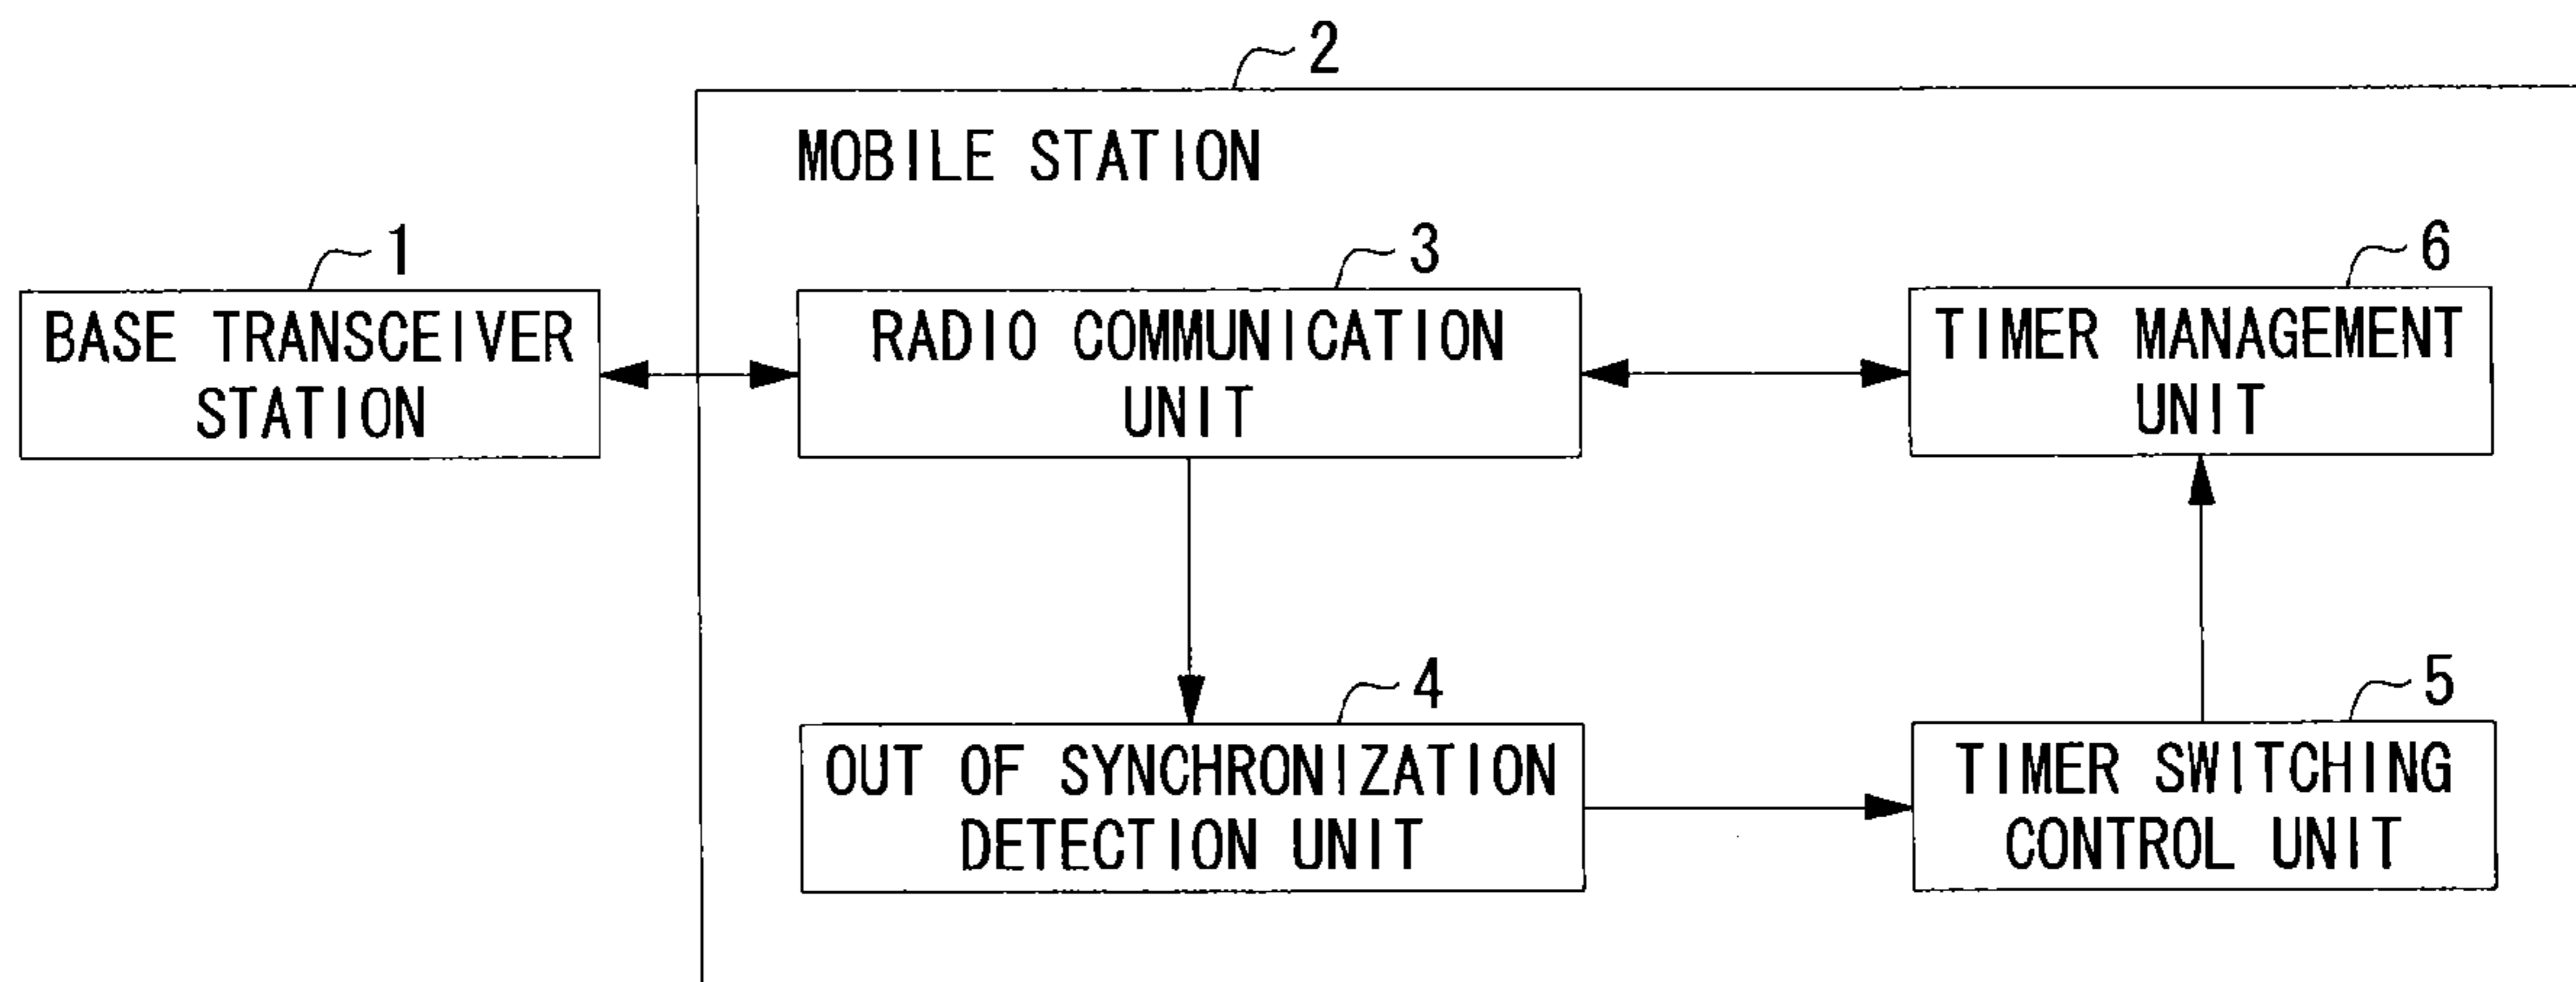 2
MOBILE STATION
1
3
6
BASE TRANSCEIVER
STATION
RADIO COMMUNICATION
UNIT
TIMER MANAGEMENT
UNIT
4
5
OUT OF SYNCHRONIZATION
DETECTION UNIT
TIMER SWITCHING
CONTROL UNIT